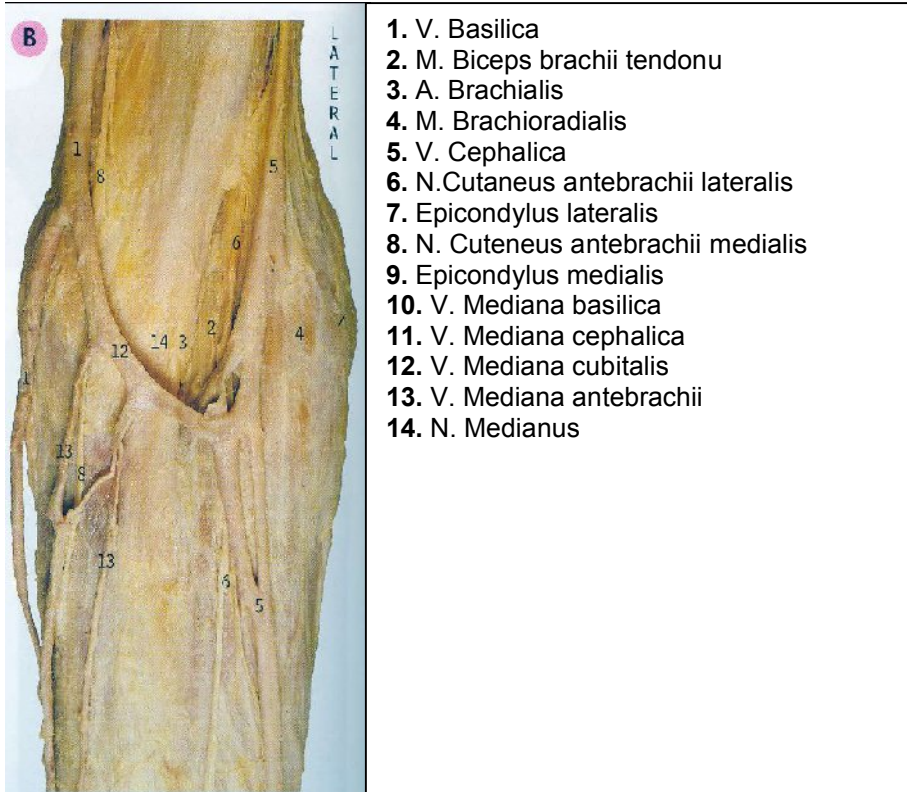 B
LATERAL
1
8
5
6
2
14
3
4
7
12
1
13
8
13
6
5
1. V. Basilica
2. M. Biceps brachii tendonu
3. A. Brachialis
4. M. Brachioradialis
5. V. Cephalica
6. N.Cutaneus antebrachii lateralis
7. Epicondylus lateralis
8. N. Cuteneus antebrachii medialis
9. Epicondylus medialis
10. V. Mediana basilica
11. V. Mediana cephalica
12. V. Mediana cubitalis
13. V. Mediana antebrachii
14. N. Medianus